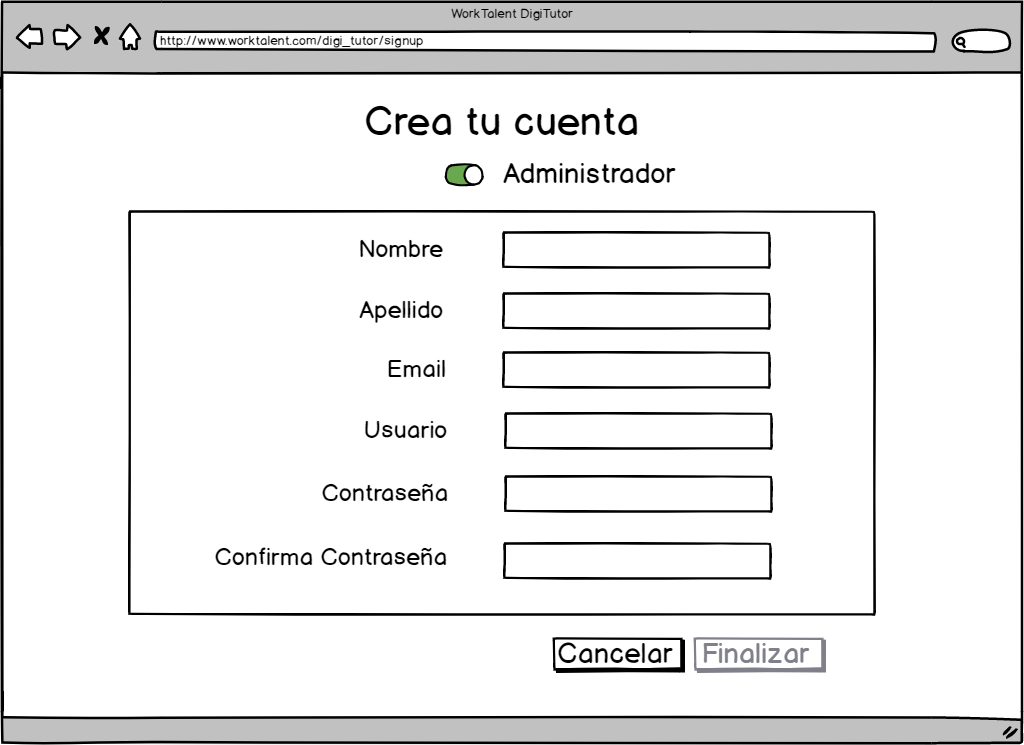 WorkTalent DigiTutor
http://www.worktalent.com/digi_tutor/signup
Crea tu cuenta
Administrador
Nombre
Apellido
Email
Usuario
Contraseña
Confirma Contraseña
Cancelar Finalizar